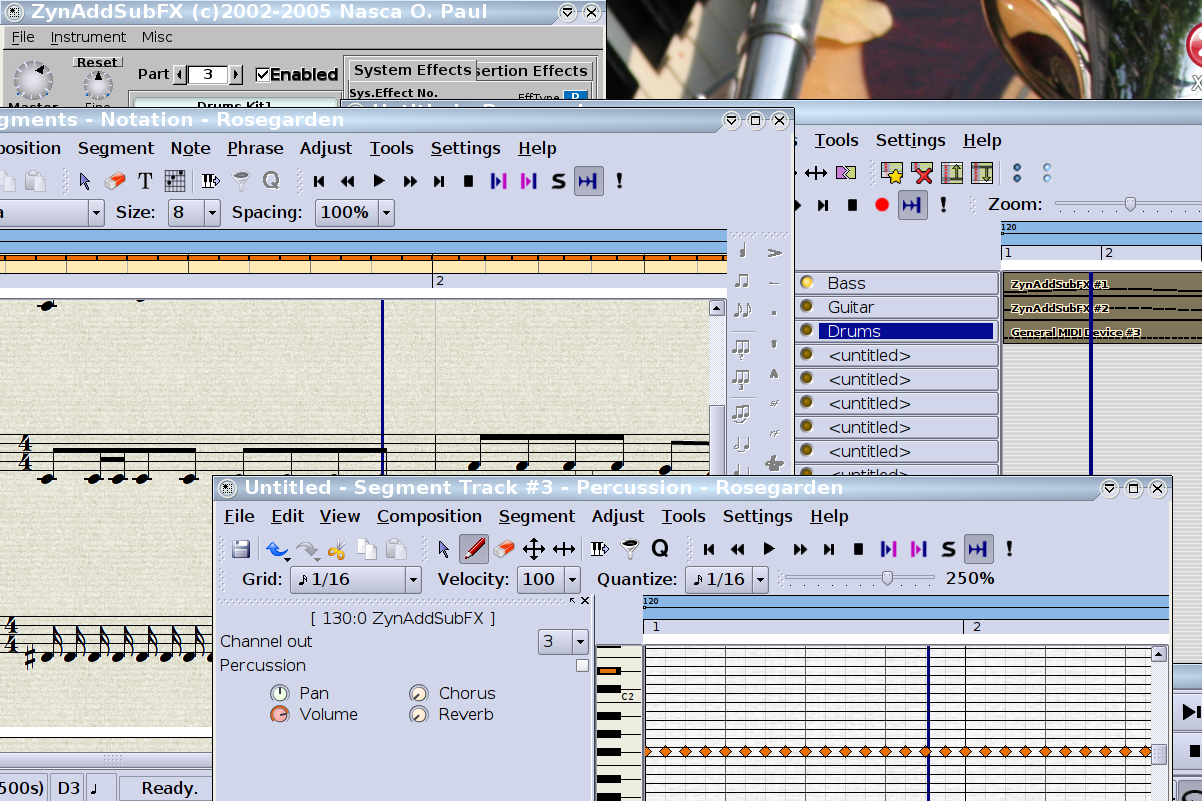 ZynAddSubFX (c)2002-2005 Nasca O. Paul
File Instrument Misc
Reset
Part 3 Enabled
System Effects
sertion Effects
Sys.Effect No.
EffType
Master
Fine
Drums Kit1
gments - Notation - Rosegarden
position Segment Note Phrase Adjust Tools Settings Help
T Q S !
a Size: 8 Spacing: 100%
2
Tools Settings Help
!
Zoom:
120
1 2
Bass
Guitar
Drums
<untitled>
<untitled>
<untitled>
<untitled>
<untitled>
<untitled>
ZynAddSubFX #1
ZynAddSubFX #2
General MIDI Device #3
Untitled - Segment Track #3 - Percussion - Rosegarden
File Edit View Composition Segment Adjust Tools Settings Help
Q S !
Grid: 1/16 Velocity: 100 Quantize: 1/16 250%
[ 130:0 ZynAddSubFX ]
Channel out 3
Percussion
Pan Chorus
Volume Reverb
120
1 2
C2
500s) D3 Ready.